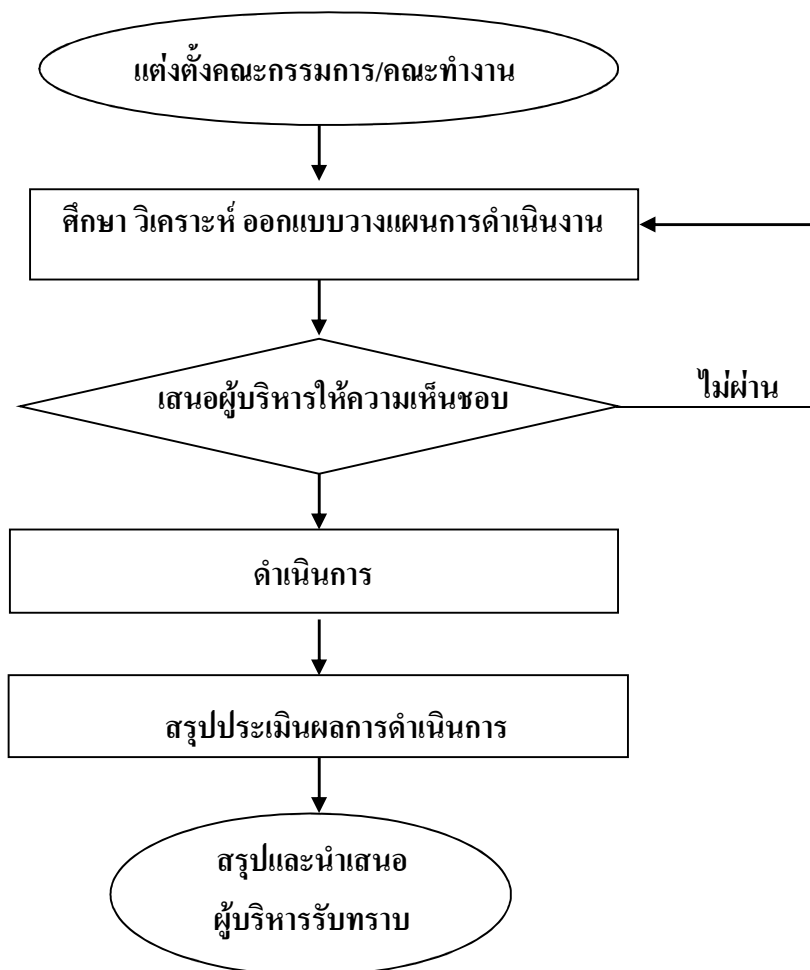 แต่งตั้งคณะกรรมการ/คณะทำงาน
ศึกษา วิเคราะห์ ออกแบบวางแผนการดำเนินงาน
เสนอผู้บริหารให้ความเห็นชอบ
ไม่ผ่าน
ดำเนินการ
สรุปประเมินผลการดำเนินการ
สรุปและนำเสนอ
ผู้บริหารรับทราบ